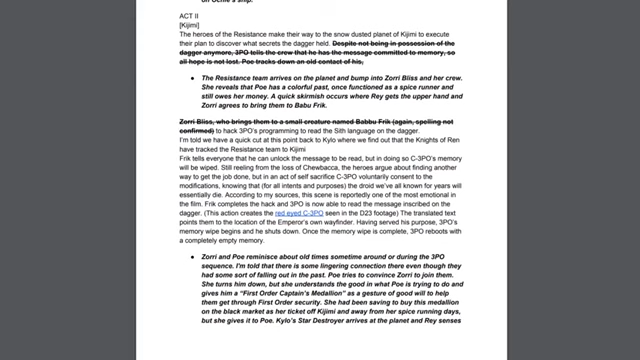 on Ochie's ship.
ACT II
[Kijimi]
The heroes of the Resistance make their way to the snow dusted planet of Kijimi to execute
their plan to discover what secrets the dagger held. Despite not being in possession of the
dagger anymore, 3PO tells the crew that he has the message committed to memory, so
all hope is not lost. Poe tracks down an old contact of his,
● The Resistance team arrives on the planet and bump into Zorri Bliss and her crew.
She reveals that Poe has a colorful past, once functioned as a spice runner and
still owes her money. A quick skirmish occurs where Rey gets the upper hand and
Zorri agrees to bring them to Babu Frik.
Zorri Bliss, who brings them to a small creature named Babbu Frik (again, spelling not
confirmed) to hack 3PO's programming to read the Sith language on the dagger.
I'm told we have a quick cut at this point back to Kylo where we find out that the Knights of Ren
have tracked the Resistance team to Kijimi
Frik tells everyone that he can unlock the message to be read, but in doing so C-3PO's memory
will be wiped. Still reeling from the loss of Chewbacca, the heroes argue about finding another
way to get the job done, but in an act of self sacrifice C-3PO voluntarily consent to the
modifications, knowing that (for all intents and purposes) the droid we've all known for years will
essentially die. According to my sources, this scene is reportedly one of the most emotional in
the film. Frik completes the hack and 3PO is now able to read the message inscribed on the
dagger. (This action creates the red eyed C-3PO seen in the D23 footage) The translated text
points them to the location of the Emperor's own wayfinder. Having served his purpose, 3PO's
memory wipe begins and he shuts down. Once the memory wipe is complete, 3PO reboots with
a completely empty memory.
● Zorri and Poe reminisce about old times sometime around or during the 3PO
sequence. I'm told that there is some lingering connection there even though they
had some sort of falling out in the past. Poe tries to convince Zorri to join them. She
turns him down, but she understands the good in what Poe is trying to do and
gives him a "First Order Captain's Medallion" as a gesture of good will to help
them get through First Order security. She had been saving to buy this medallion
on the black market as her ticket off Kijimi and away from her spice running days,
but she gives it to Poe. Kylo's Star Destroyer arrives at the planet and Rey senses